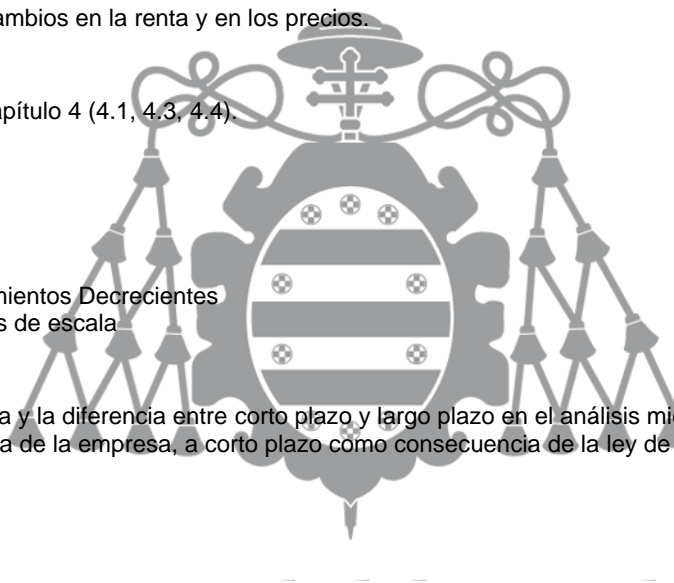 ambios en la renta y en los precios.
apítulo 4 (4.1, 4.3, 4.4).
mientos Decrecientes
s de escala
a y la diferencia entre corto plazo y largo plazo en el análisis mi
a de la empresa, a corto plazo como consecuencia de la ley de